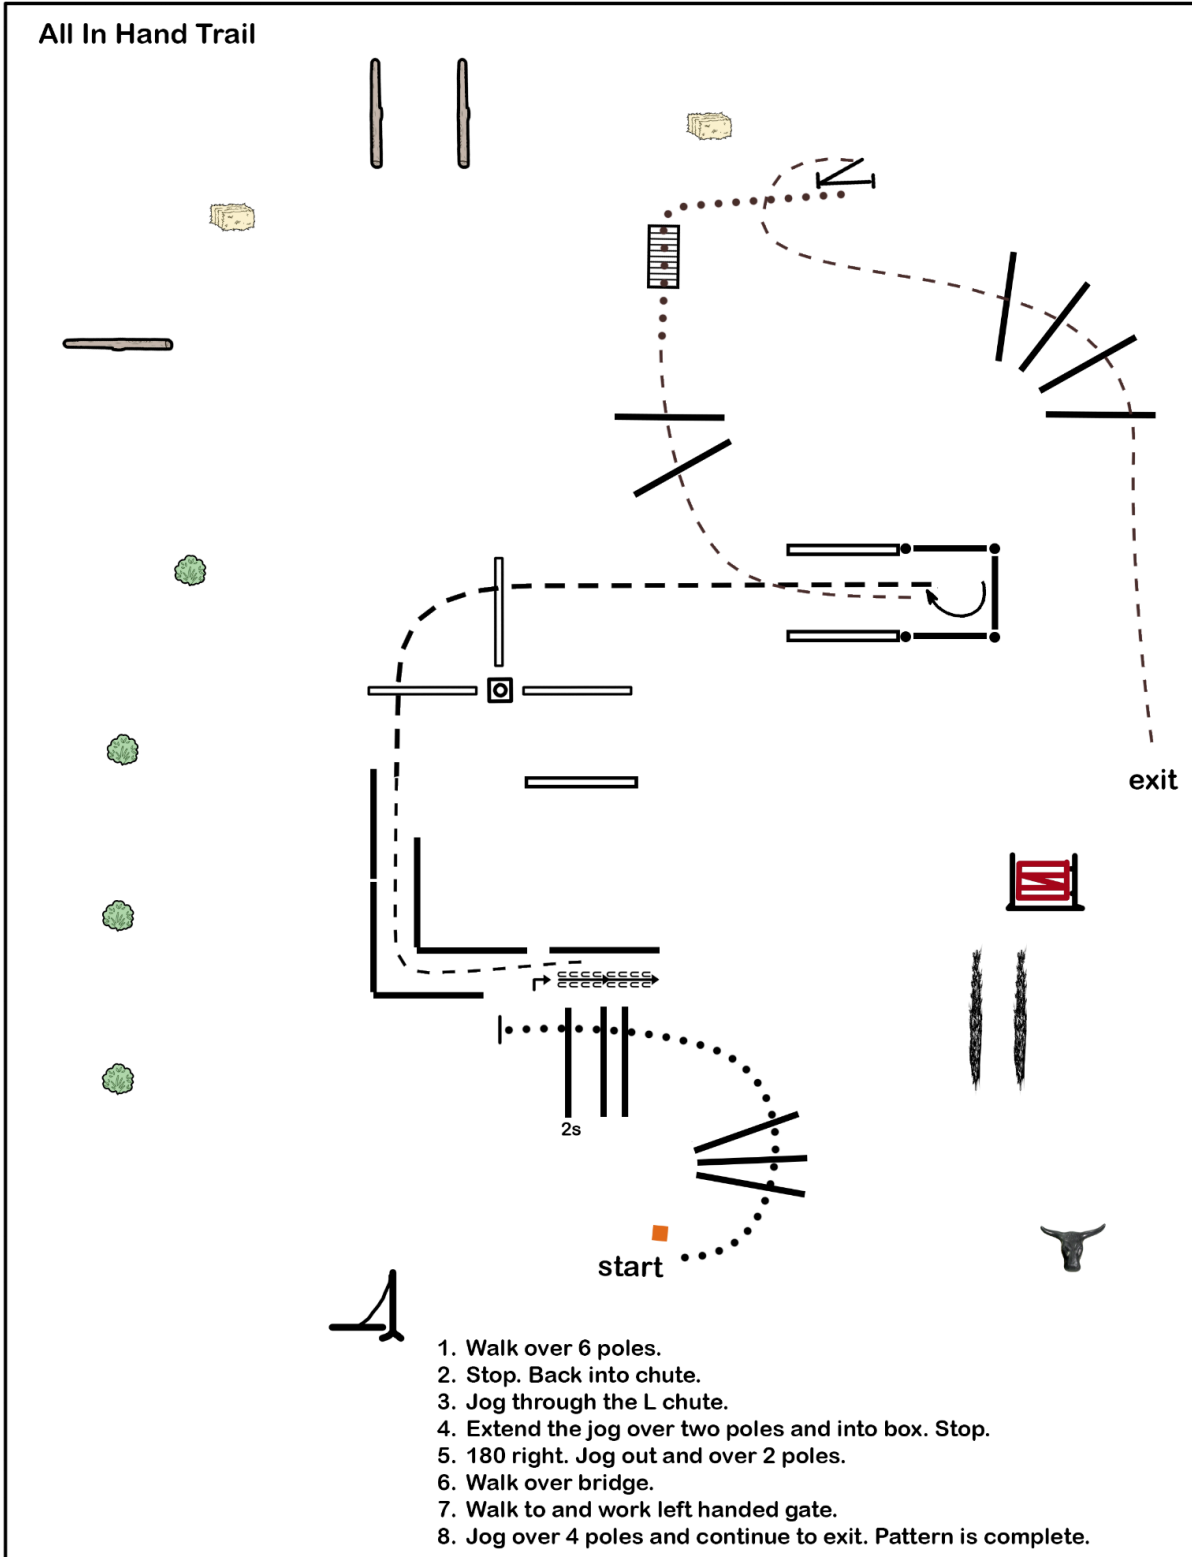 All In Hand Trail
exit
2s
start
1. Walk over 6 poles.
2. Stop. Back into chute.
3. Jog through the L chute.
4. Extend the jog over two poles and into box. Stop.
5. 180 right. Jog out and over 2 poles.
6. Walk over bridge.
7. Walk to and work left handed gate.
8. Jog over 4 poles and continue to exit. Pattern is complete.